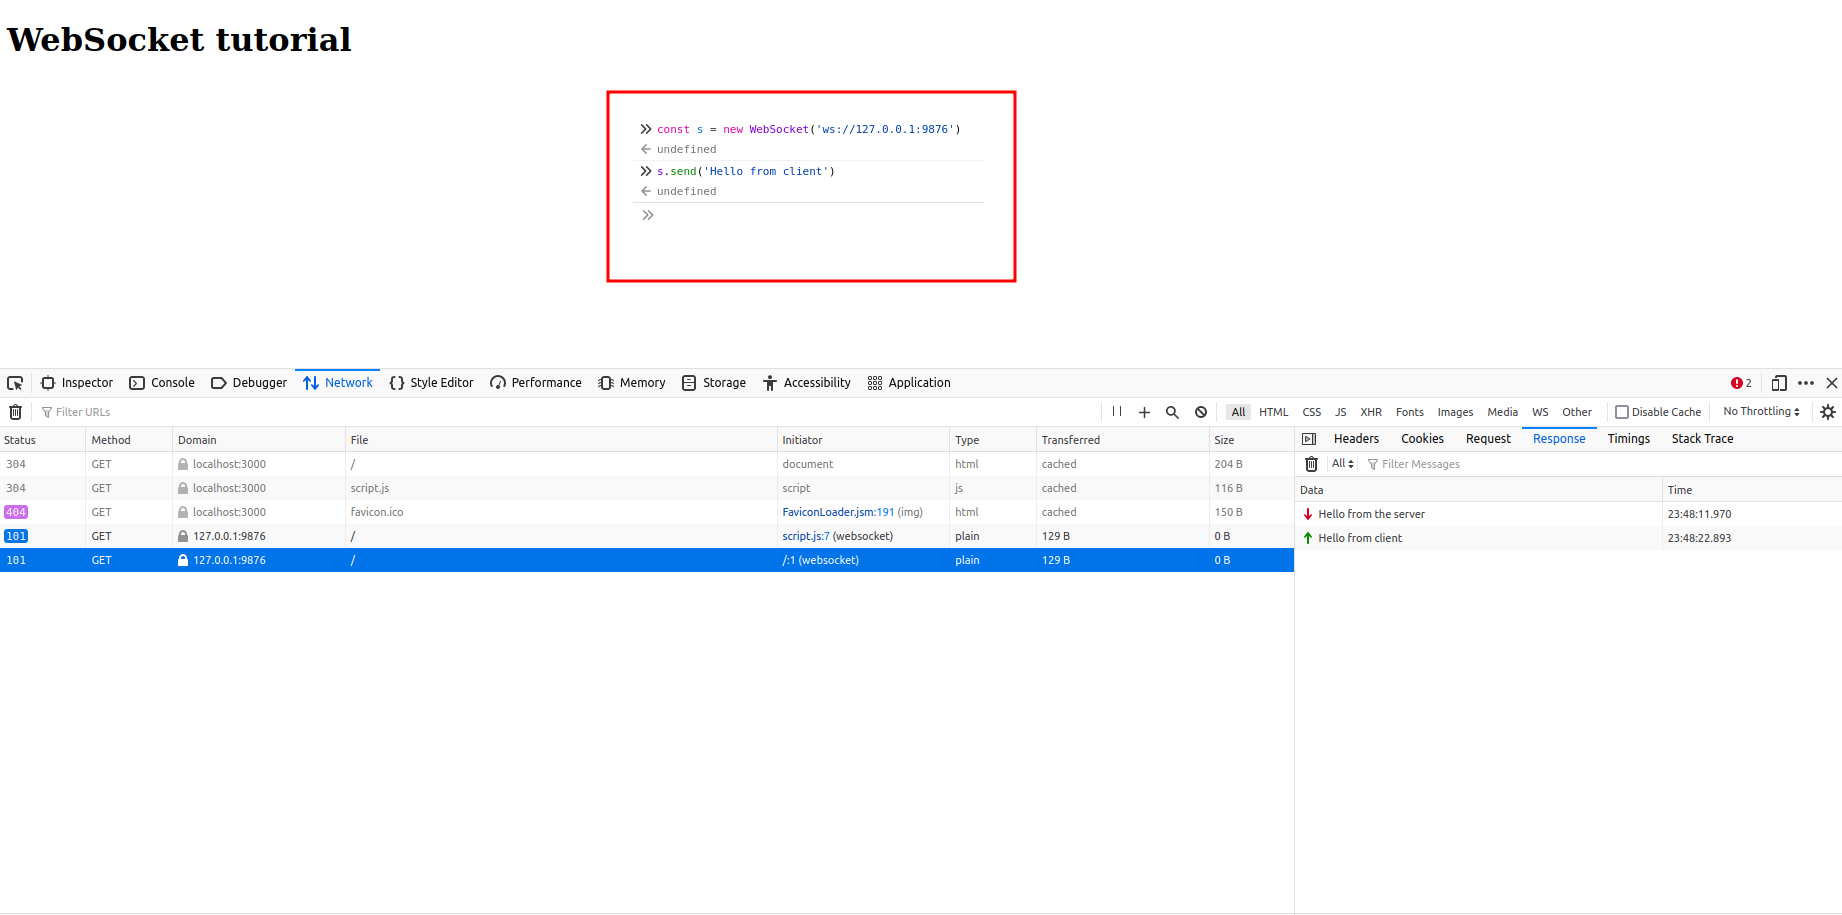 WebSocket tutorial
const s = new WebSocket('ws://127.0.0.1:9876')
undefined
s.send('Hello from client')
undefined
Inspector Console Debugger Network Style Editor Performance Memory Storage Accessibility Application 2
Filter URLs All HTML CSS JS XHR Fonts Images Media WS Other Disable Cache No Throttling
Status Method Domain File Initiator Type Transferred Size
304 GET localhost:3000 / document html cached 204 B
304 GET localhost:3000 script.js script js cached 116 B
404 GET localhost:3000 favicon.ico FaviconLoader.jsm:191 (img) html cached 150 B
101 GET 127.0.0.1:9876 / script.js:7 (websocket) plain 129 B 0 B
101 GET 127.0.0.1:9876 / /:1 (websocket) plain 129 B 0 B
Headers Cookies Request Response Timings Stack Trace
All Filter Messages
Data Time
Hello from the server 23:48:11.970
Hello from client 23:48:22.893